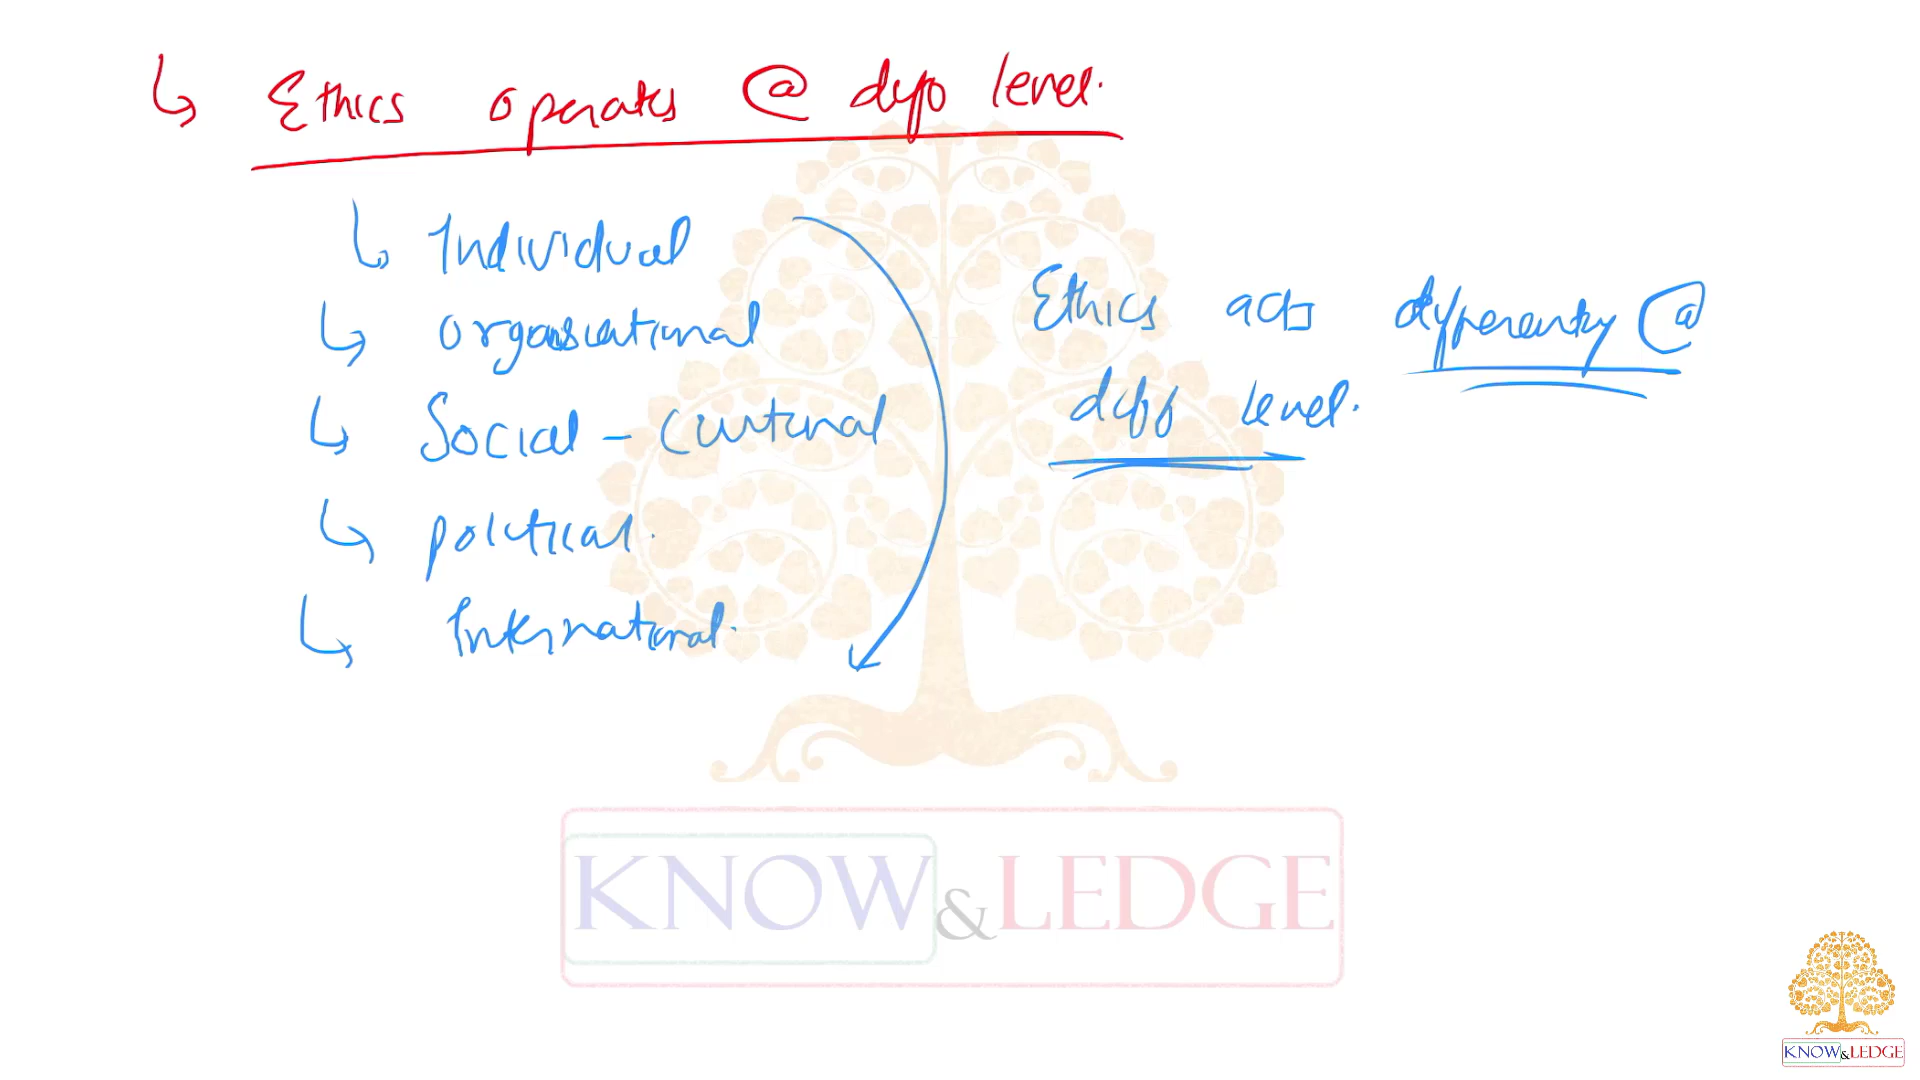 ↳ Ethics operates @ diff level.
↳ Individual
↳ organisational
↳ Social - Cultural
↳ political.
↳ International.
Ethics acts differently @
diff level.
KNOW&LEDGE
KNOW&LEDGE